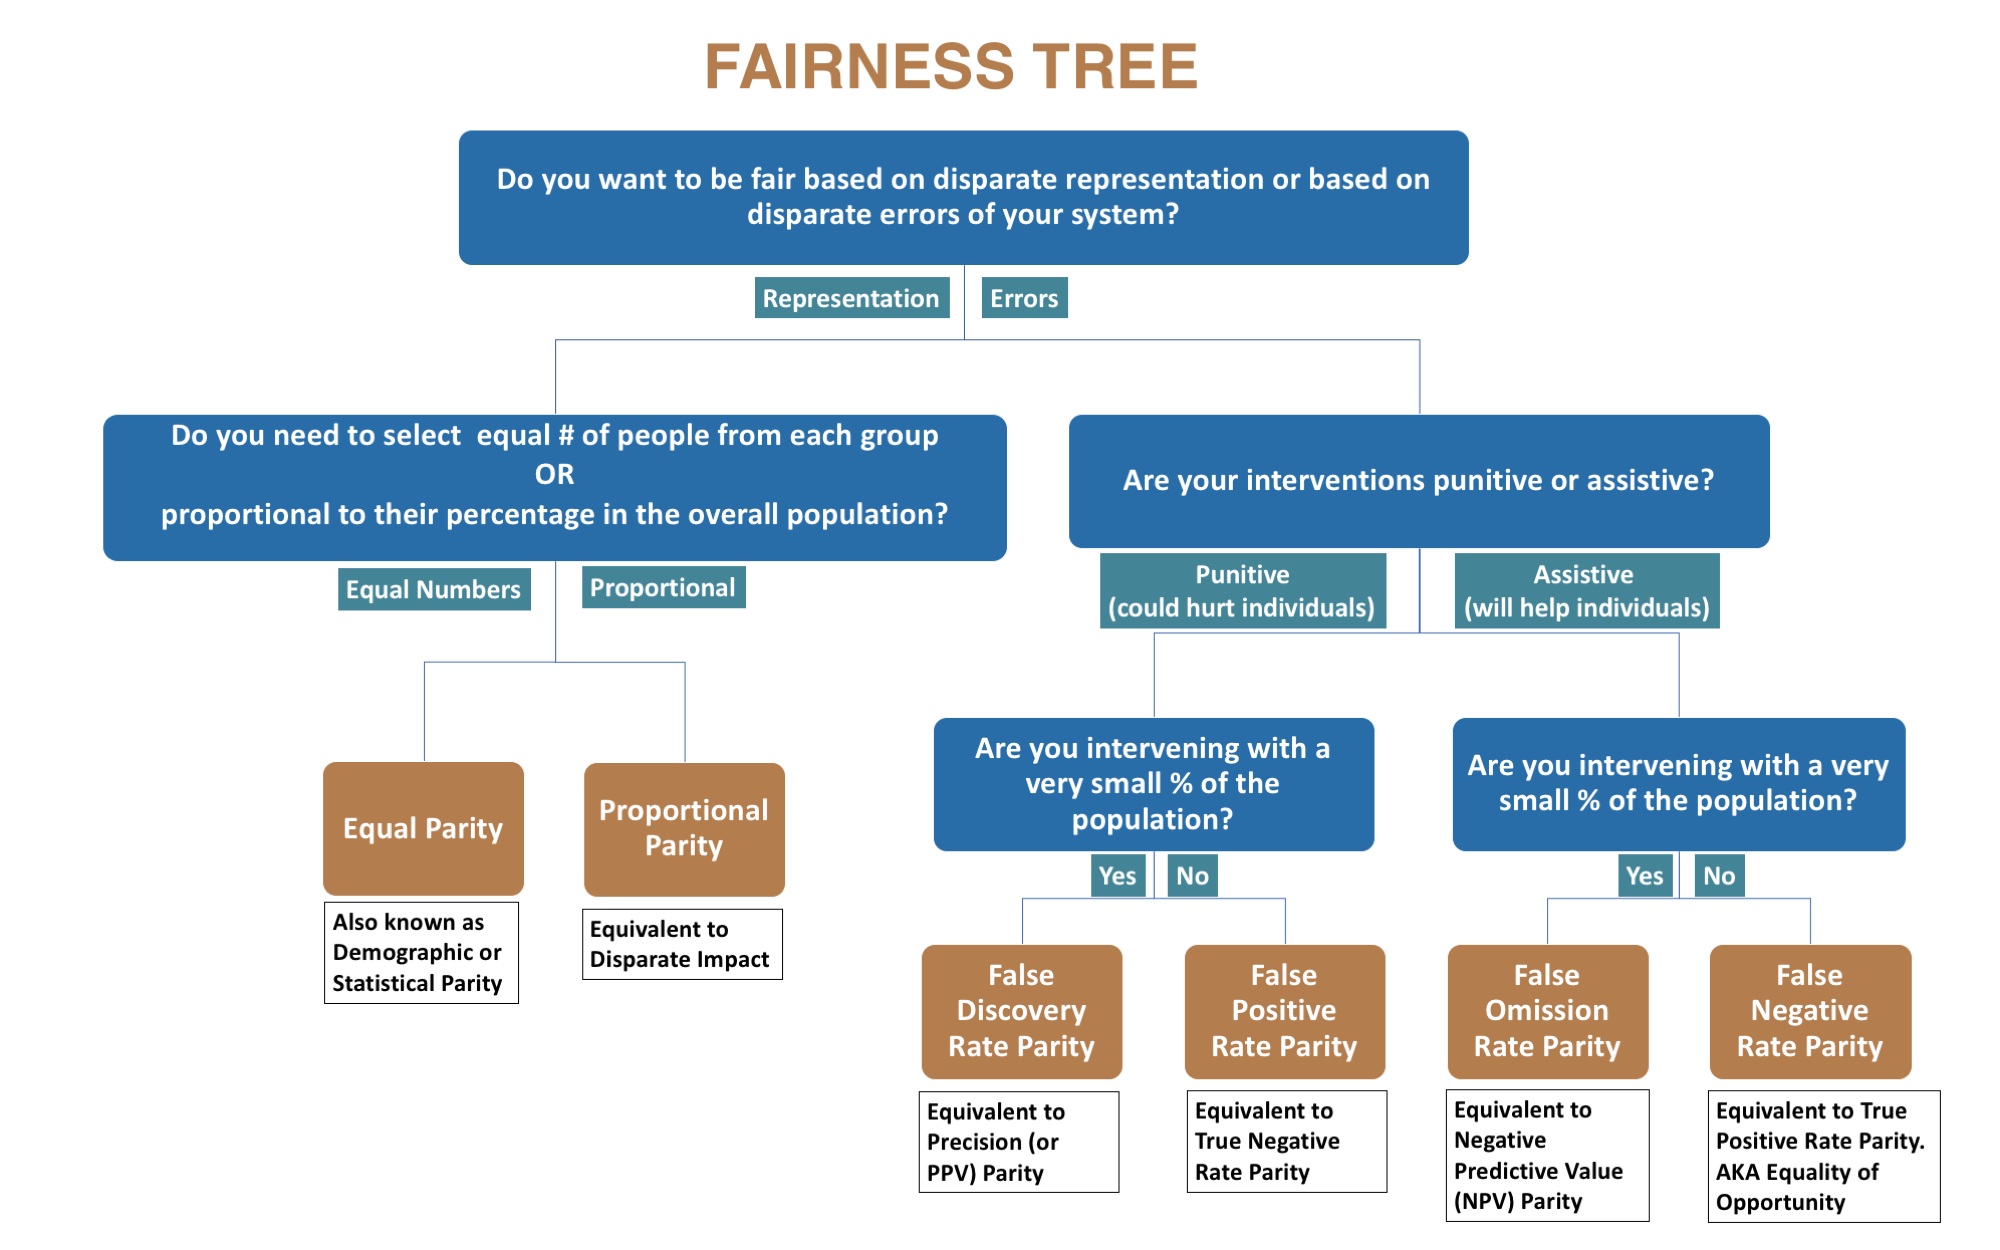 FAIRNESS TREE
Do you want to be fair based on disparate representation or based on
disparate errors of your system?
Representation
Errors
Do you need to select  equal # of people from each group
OR
proportional to their percentage in the overall population?
Are your interventions punitive or assistive?
Equal Numbers
Proportional
Punitive
(could hurt individuals)
Assistive
(will help individuals)
Equal Parity
Proportional
Parity
Also known as
Demographic or
Statistical Parity
Equivalent to
Disparate Impact
Are you intervening with a
very small % of the
population?
Are you intervening with a very
small % of the population?
Yes
No
Yes
No
False
Discovery
Rate Parity
False
Positive
Rate Parity
False
Omission
Rate Parity
False
Negative
Rate Parity
Equivalent to
Precision (or
PPV) Parity
Equivalent to
True Negative
Rate Parity
Equivalent to
Negative
Predictive Value
(NPV) Parity
Equivalent to True
Positive Rate Parity.
AKA Equality of
Opportunity